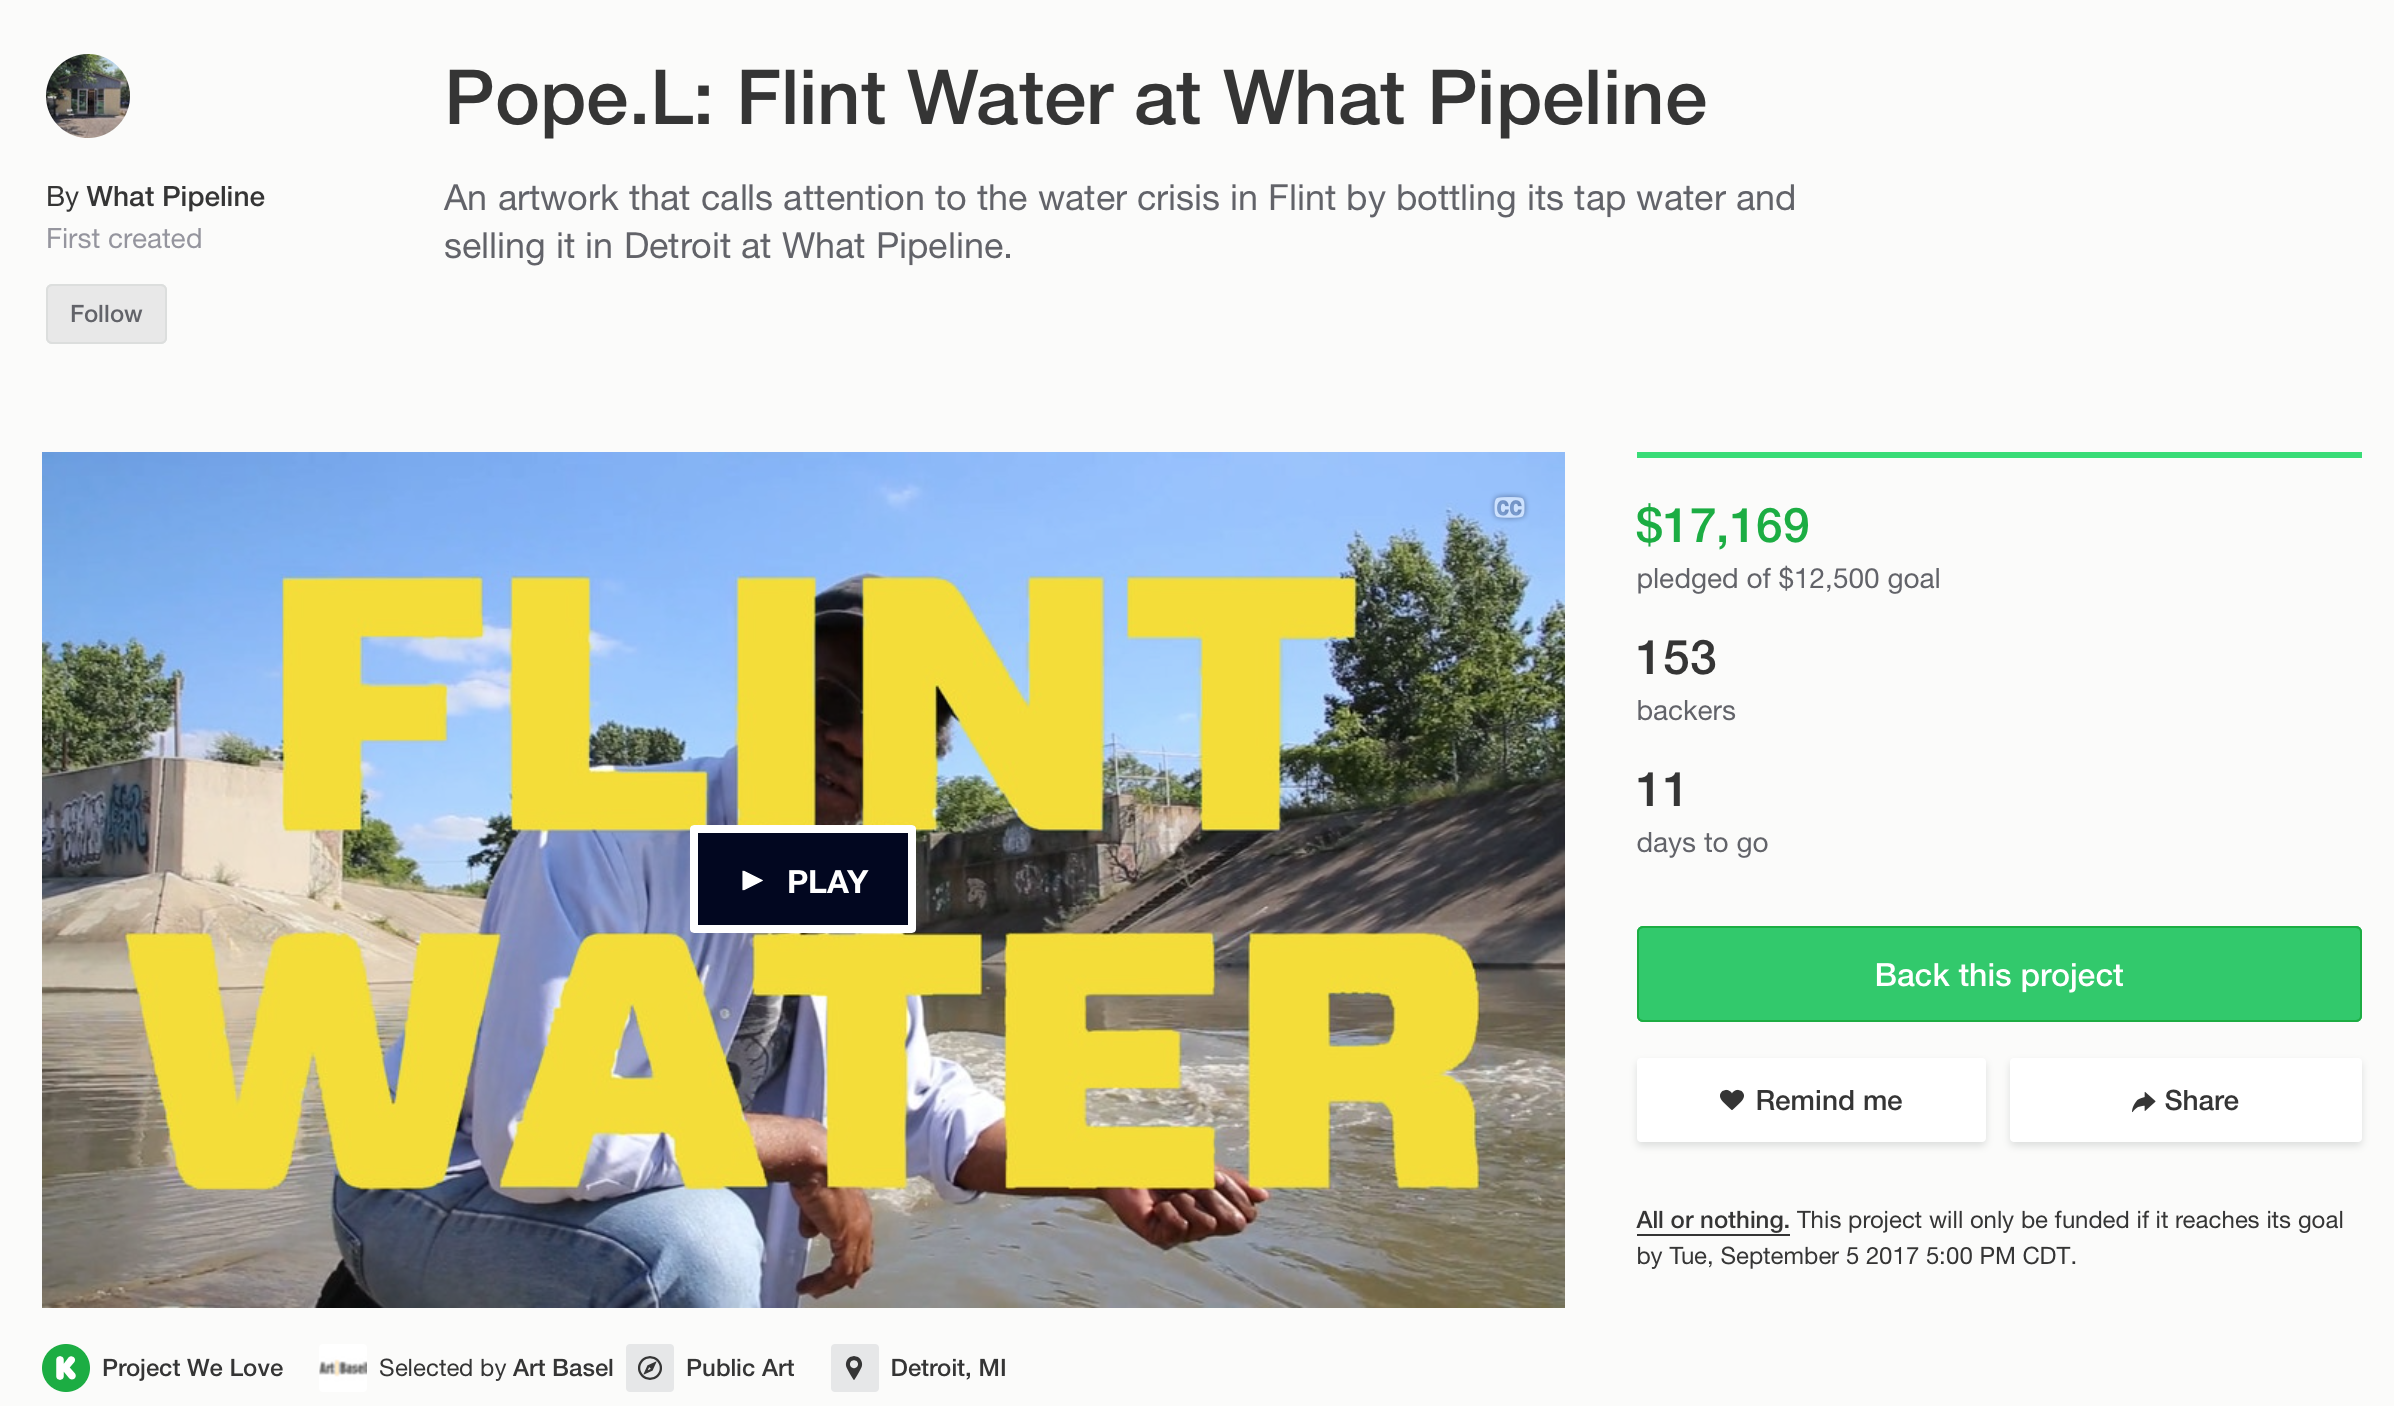 Pope.L: Flint Water at What Pipeline
By What Pipeline
First created
Follow
An artwork that calls attention to the water crisis in Flint by bottling its tap water and
selling it in Detroit at What Pipeline.
CC
FLINT
PLAY
WATER
$17,169
pledged of $12,500 goal
153
backers
11
days to go
Back this project
Remind me
Share
All or nothing. This project will only be funded if it reaches its goal
by Tue, September 5 2017 5:00 PM CDT.
K Project We Love
Art Basel Selected by Art Basel
Public Art
Detroit, MI